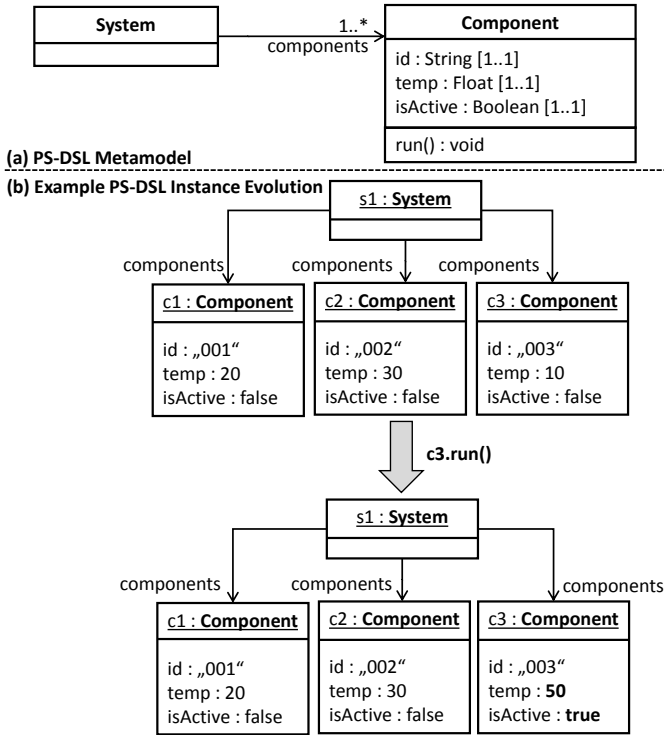 System
1..*
components
Component
id : String [1..1]
temp : Float [1..1]
isActive : Boolean [1..1]
run() : void
(a) PS-DSL Metamodel
(b) Example PS-DSL Instance Evolution
s1 : System
components
components
components
c1 : Component
id : „001“
temp : 20
isActive : false
c2 : Component
id : „002“
temp : 30
isActive : false
c3 : Component
id : „003“
temp : 10
isActive : false
c3.run()
s1 : System
components
components
components
c1 : Component
id : „001“
temp : 20
isActive : false
c2 : Component
id : „002“
temp : 30
isActive : false
c3 : Component
id : „003“
temp : 50
isActive : true